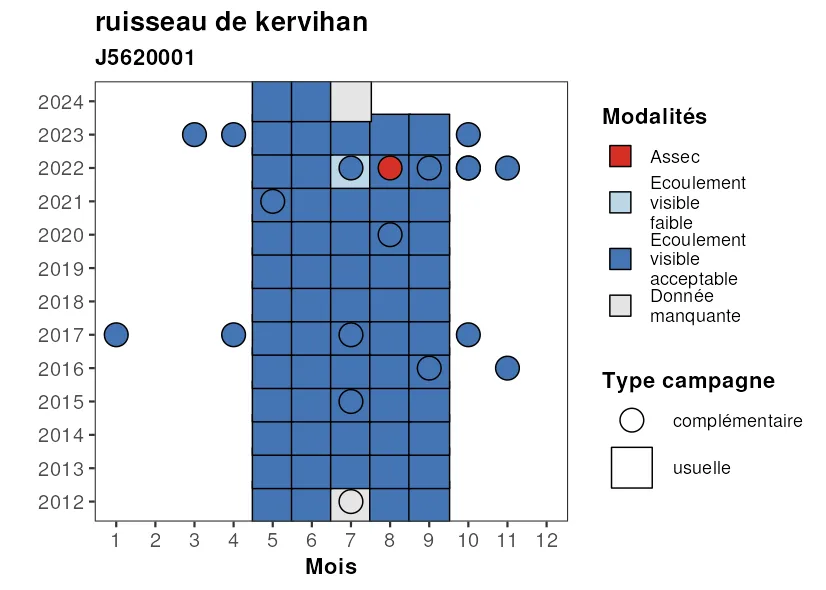 ruisseau de kervihan
J5620001
2024
2023
2022
2021
2020
2019
2018
2017
2016
2015
2014
2013
2012
1 2 3 4 5 6 7 8 9 10 11 12
Mois
Modalités
Assec
Ecoulement
visible
faible
Ecoulement
visible
acceptable
Donnée
manquante
Type campagne
complémentaire
usuelle